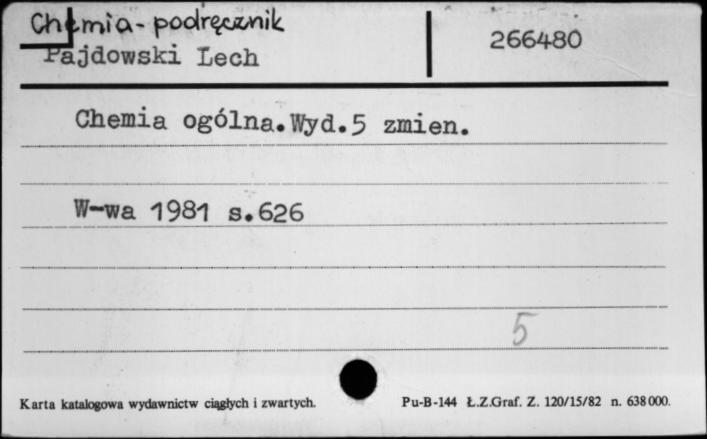 Chemia - podręcznik
Pajdowski Lech
266480
Chemia ogólna.Wyd.5 zmien.
W-wa 1981 s.626
5
Karta katalogowa wydawnictw ciągłych i zwartych.
Pu-B-144 Ł.Z.Graf. Z. 120/15/82 n. 638000.